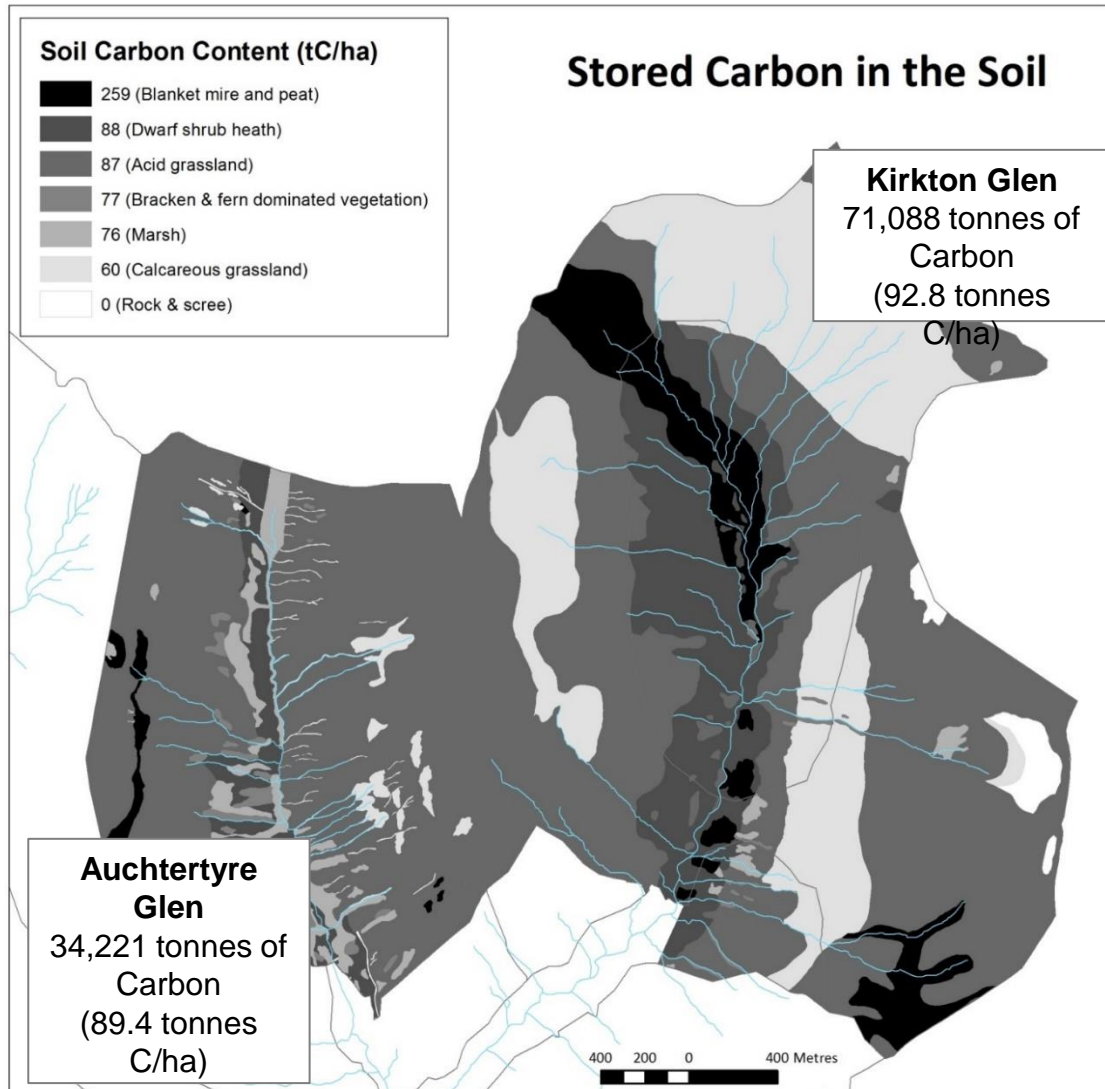 Soil Carbon Content (tC/ha)
259 (Blanket mire and peat)
88 (Dwarf shrub heath)
87 (Acid grassland)
77 (Bracken & fern dominated vegetation)
76 (Marsh)
60 (Calcareous grassland)
0 (Rock & scree)
Stored Carbon in the Soil
Kirkton Glen
71,088 tonnes of
Carbon
(92.8 tonnes
C/ha)
Auchtertyre
Glen
34,221 tonnes of
Carbon
(89.4 tonnes
C/ha)
400 200 0 400 Metres